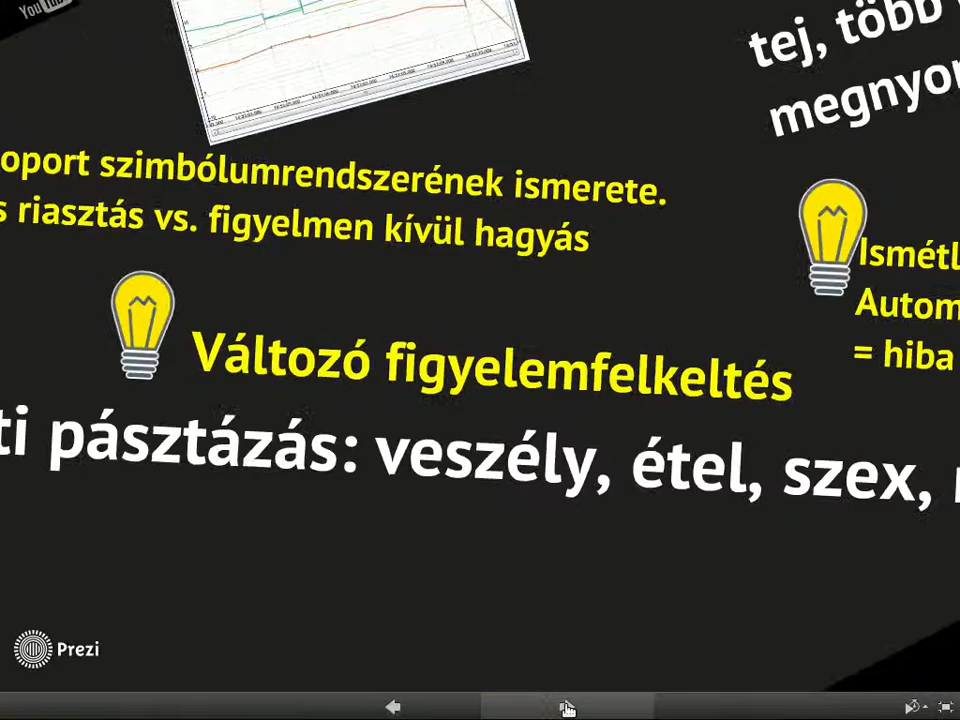 tej, több
megnyo
oport szimbólumrendszerének ismerete.
s riasztás vs. figyelmen kívül hagyás
Ismétl
Autom
= hiba
Változó figyelemfelkeltés
ti pásztázás: veszély, étel, szex,
Prezi